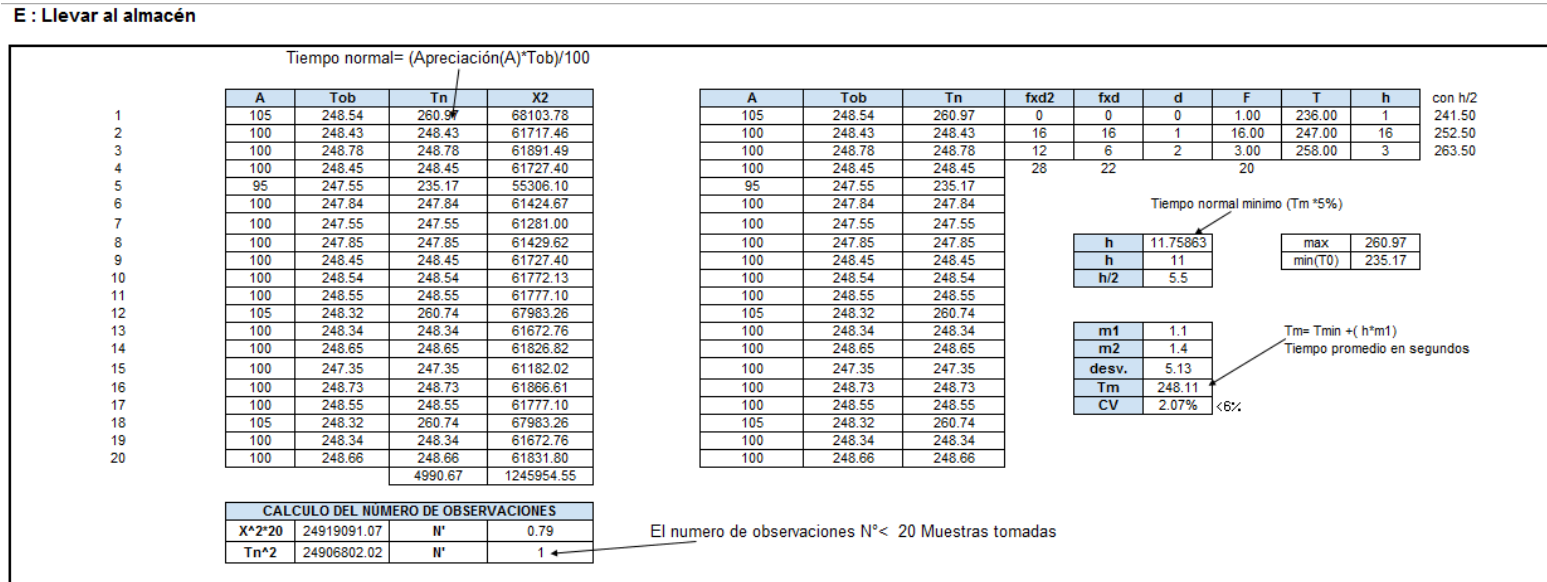 E : Llevar al almacén
Tiempo normal= (Apreciación(A)*Tob)/100
A Tob Tn X2 A Tob Tn fxd2 fxd d F T h con h/2
1 105 248.54 260.97 68103.78 105 248.54 260.97 0 0 0 1.00 236.00 1 241.50
2 100 248.43 248.43 61717.46 100 248.43 248.43 16 16 1 16.00 247.00 16 252.50
3 100 248.78 248.78 61891.49 100 248.78 248.78 12 6 2 3.00 258.00 3 263.50
4 100 248.45 248.45 61727.40 100 248.45 248.45 28 22 20
5 95 247.55 235.17 55306.10 95 247.55 235.17
6 100 247.84 247.84 61424.67 100 247.84 247.84 Tiempo normal minimo (Tm *5%)
7 100 247.55 247.55 61281.00 100 247.55 247.55
8 100 247.85 247.85 61429.62 100 247.85 247.85 h 11.75863 max 260.97
9 100 248.45 248.45 61727.40 100 248.45 248.45 h 11 min(T0) 235.17
10 100 248.54 248.54 61772.13 100 248.54 248.54 h/2 5.5
11 100 248.55 248.55 61777.10 100 248.55 248.55
12 105 248.32 260.74 67983.26 105 248.32 260.74
13 100 248.34 248.34 61672.76 100 248.34 248.34 m1 1.1 Tm= Tmin +( h*m1)
14 100 248.65 248.65 61826.82 100 248.65 248.65 m2 1.4 Tiempo promedio en segundos
15 100 247.35 247.35 61182.02 100 247.35 247.35 desv. 5.13
16 100 248.73 248.73 61866.61 100 248.73 248.73 Tm 248.11
17 100 248.55 248.55 61777.10 100 248.55 248.55 CV 2.07% <6%
18 105 248.32 260.74 67983.26 105 248.32 260.74
19 100 248.34 248.34 61672.76 100 248.34 248.34
20 100 248.66 248.66 61831.80 100 248.66 248.66
4990.67 1245954.55
CALCULO DEL NÚMERO DE OBSERVACIONES
X^2*20 24919091.07 N' 0.79 El numero de observaciones N°< 20 Muestras tomadas
Tn^2 24906802.02 N' 1